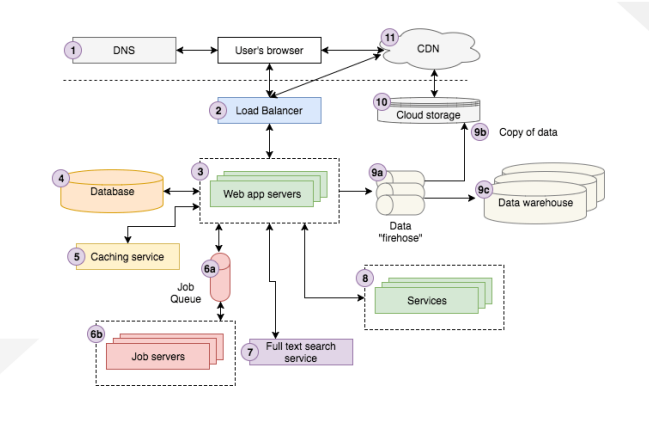 1
DNS
User's browser
11
CDN
2
Load Balancer
10
Cloud storage
9b
Copy of data
3
Web app servers
4
Database
9a
Data
"firehose"
9c
Data warehouse
5
Caching service
6a
Job
Queue
8
Services
6b
Job servers
7
Full text search
service